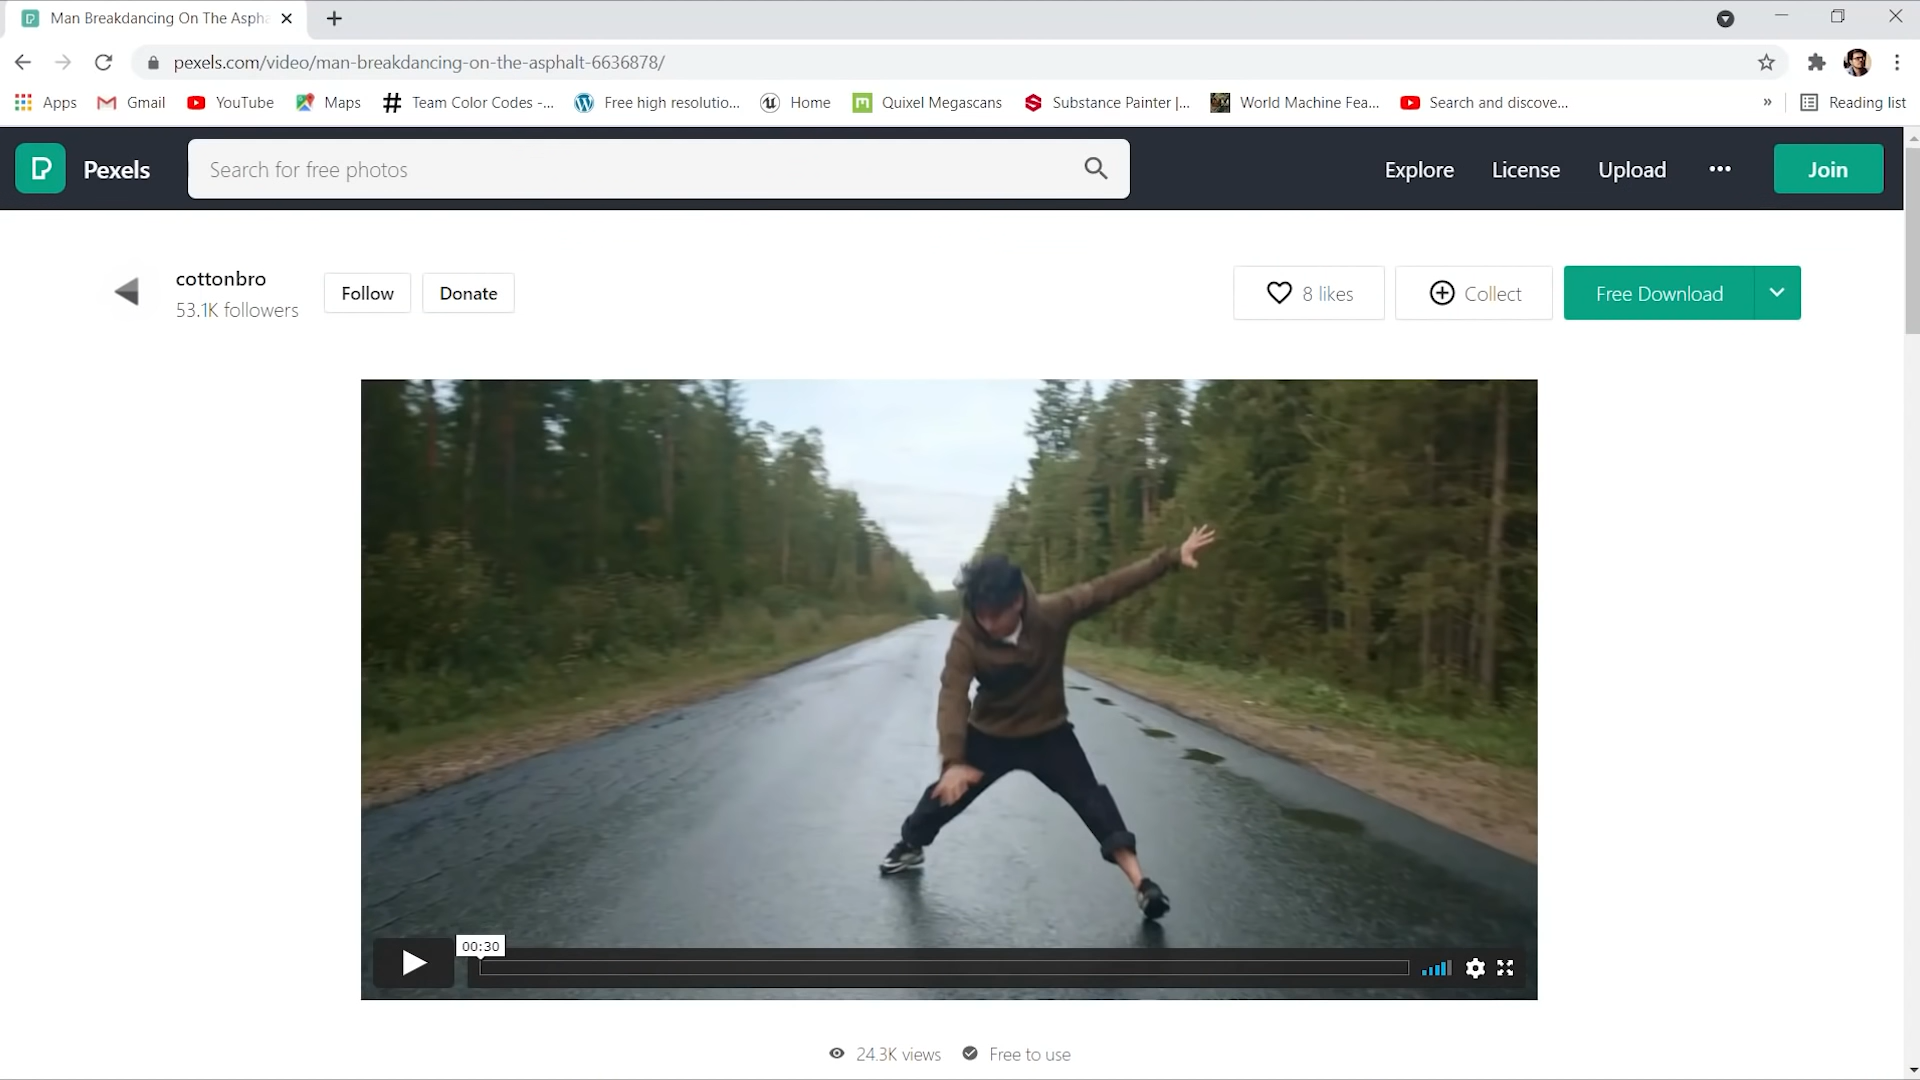 Man Breakdancing On The Aspha
pexels.com/video/man-breakdancing-on-the-asphalt-6636878/
Apps Gmail YouTube Maps Team Color Codes -... Free high resolutio... Home Quixel Megascans Substance Painter |... World Machine Fea... Search and discove... » Reading list
Pexels Search for free photos Explore License Upload ••• Join
cottonbro
53.1K followers
Follow Donate 8 likes Collect Free Download
00:30
24.3K views Free to use